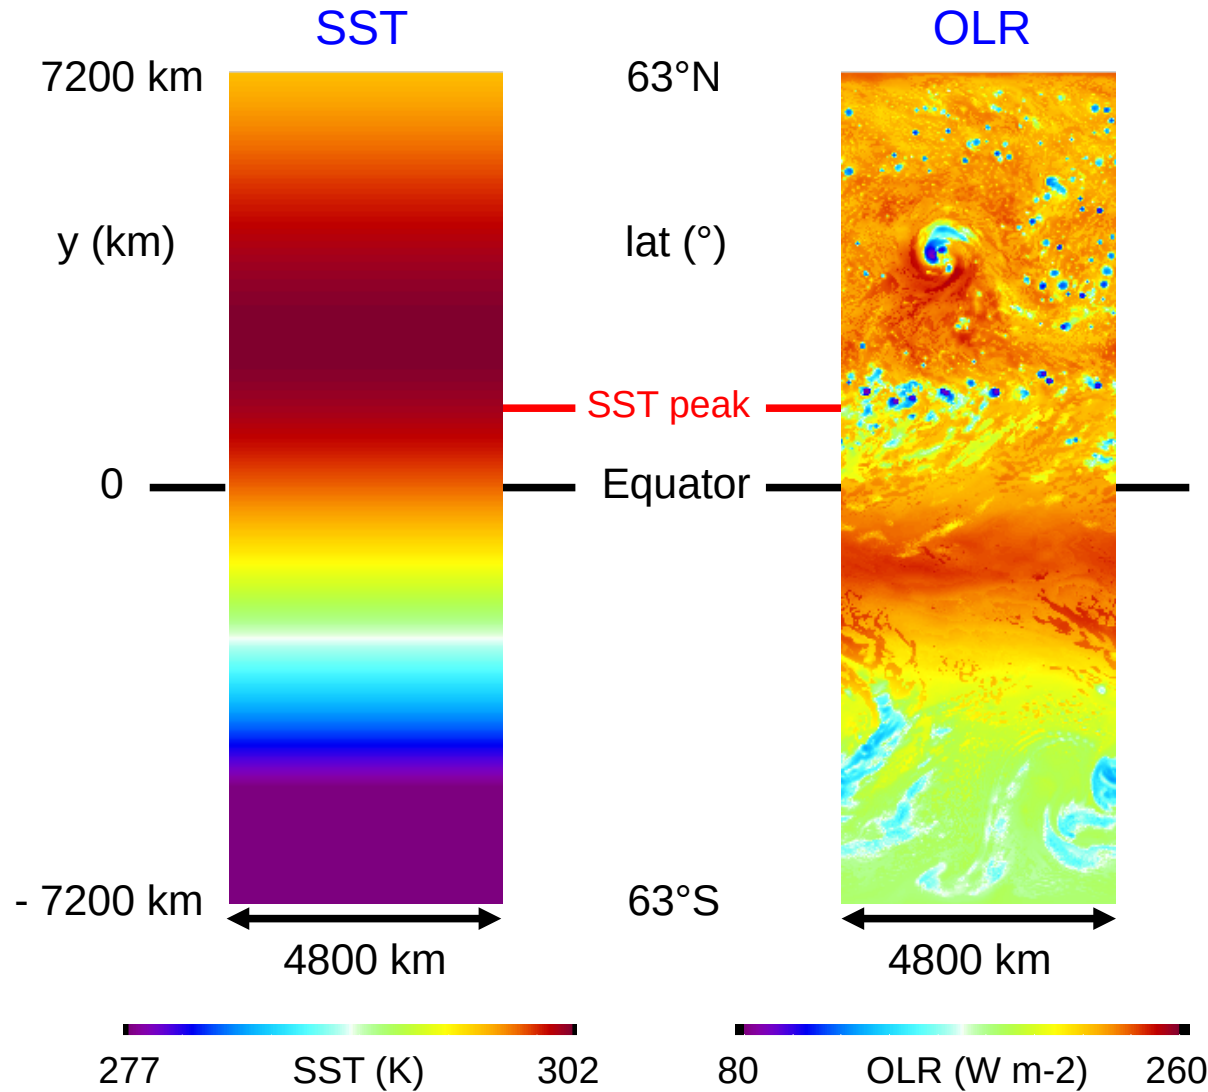 SST
OLR
7200 km
63°N
y (km)
lat (°)
SST peak
0
Equator
- 7200 km
63°S
4800 km
4800 km
277
SST (K)
302
80
OLR (W m-2)
260